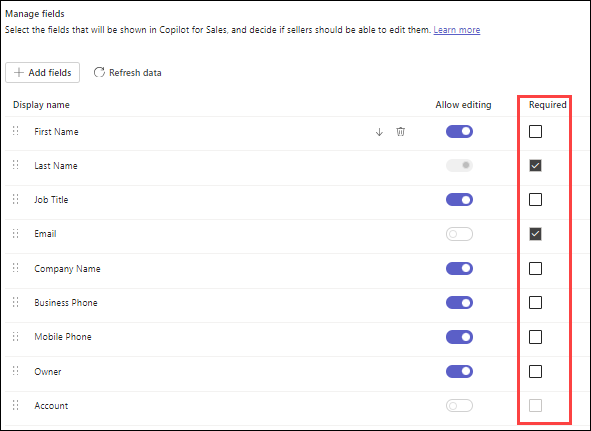 Manage fields
Select the fields that will be shown in Copilot for Sales, and decide if sellers should be able to edit them. Learn more
Add fields Refresh data
Display name Allow editing Required
First Name
Last Name
Job Title
Email
Company Name
Business Phone
Mobile Phone
Owner
Account